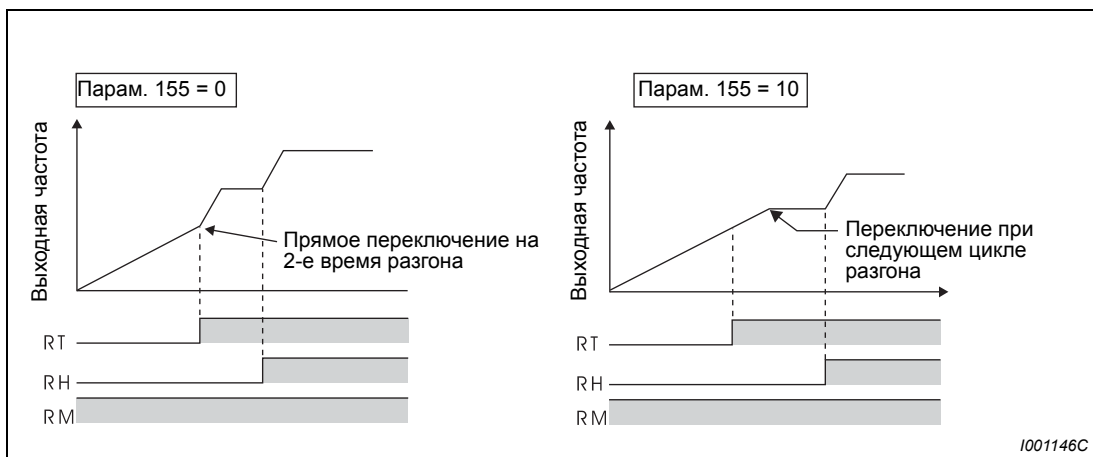 Парам. 155 = 0
Выходная частота
Прямое переключение на
2-е время разгона
RT
RH
RM
Парам. 155 = 10
Выходная частота
Переключение при
следующем цикле
разгона
RT
RH
RM
I001146C